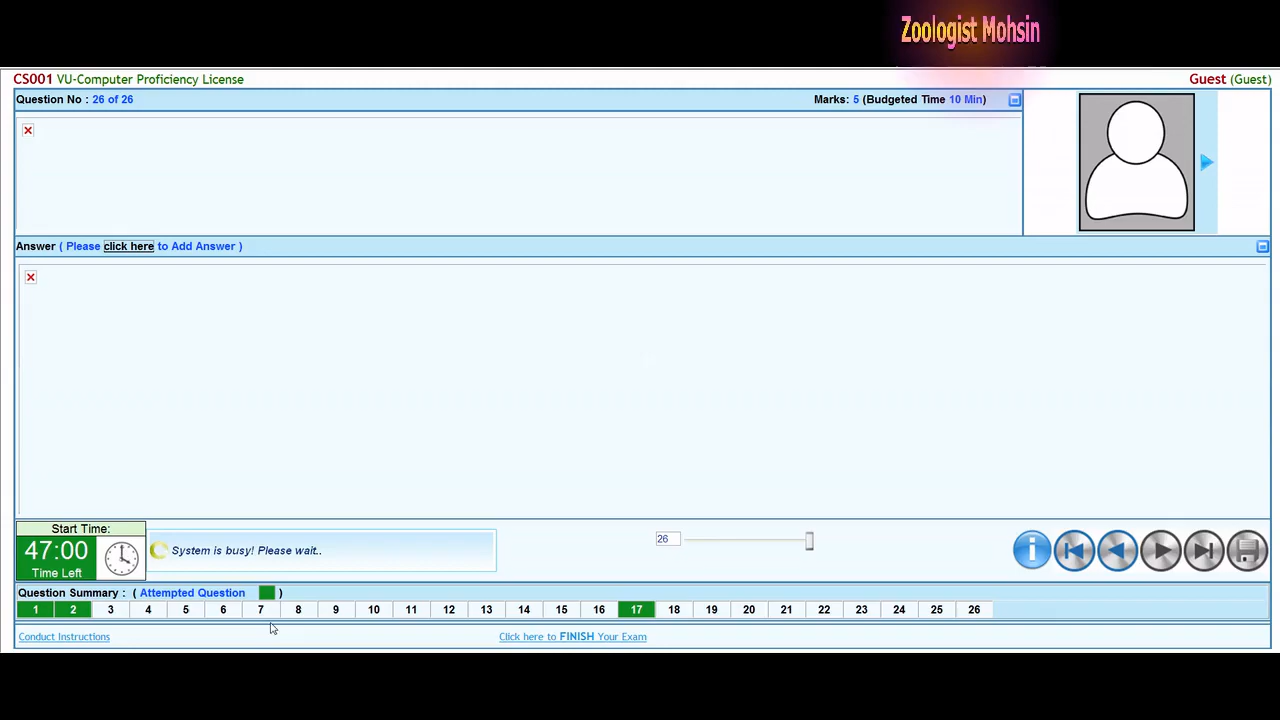 Zoologist Mohsin
CS001 VU-Computer Proficiency License
Guest (Guest)
Question No : 26 of 26
Marks: 5 (Budgeted Time 10 Min)
Answer ( Please click here to Add Answer )
Start Time:
47:00
Time Left
System is busy! Please wait..
26
Question Summary : ( Attempted Question )
1 2 3 4 5 6 7 8 9 10 11 12 13 14 15 16 17 18 19 20 21 22 23 24 25 26
Conduct Instructions
Click here to FINISH Your Exam